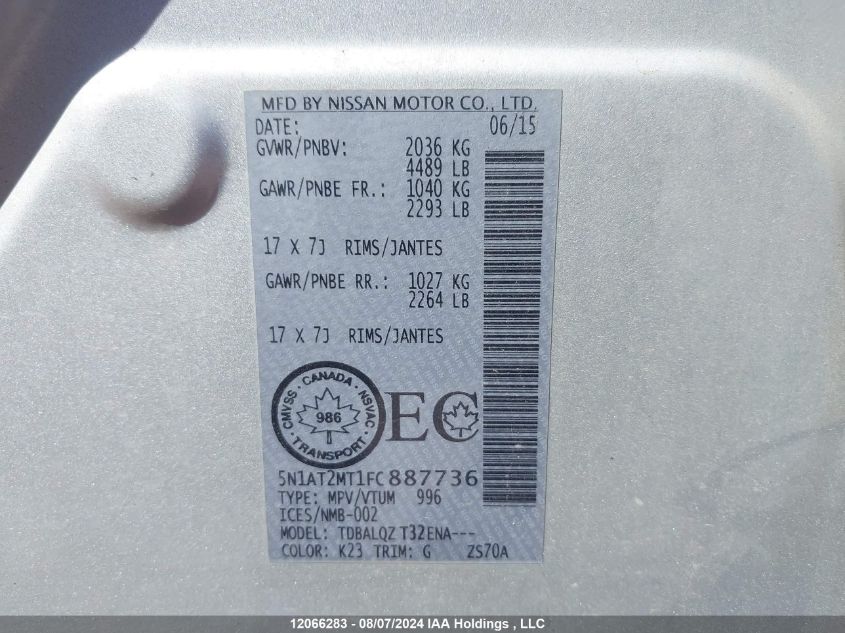 MFD BY NISSAN MOTOR CO., LTD.
DATE: 06/15
GVWR/PNBV: 2036 KG
4489 LB
GAWR/PNBE FR.: 1040 KG
2293 LB
17 X 7J RIMS/JANTES
GAWR/PNBE RR.: 1027 KG
2264 LB
17 X 7J RIMS/JANTES
CMVSS · CANADA · NSVAC · TRANSPORT ·
986
EC
5N1AT2MT1FC887736
TYPE: MPV/VTUM 996
ICES/NMB-002
MODEL: TDBALQZ T32ENA---
COLOR: K23 TRIM: G ZS70A
12066283 - 08/07/2024 IAA Holdings , LLC